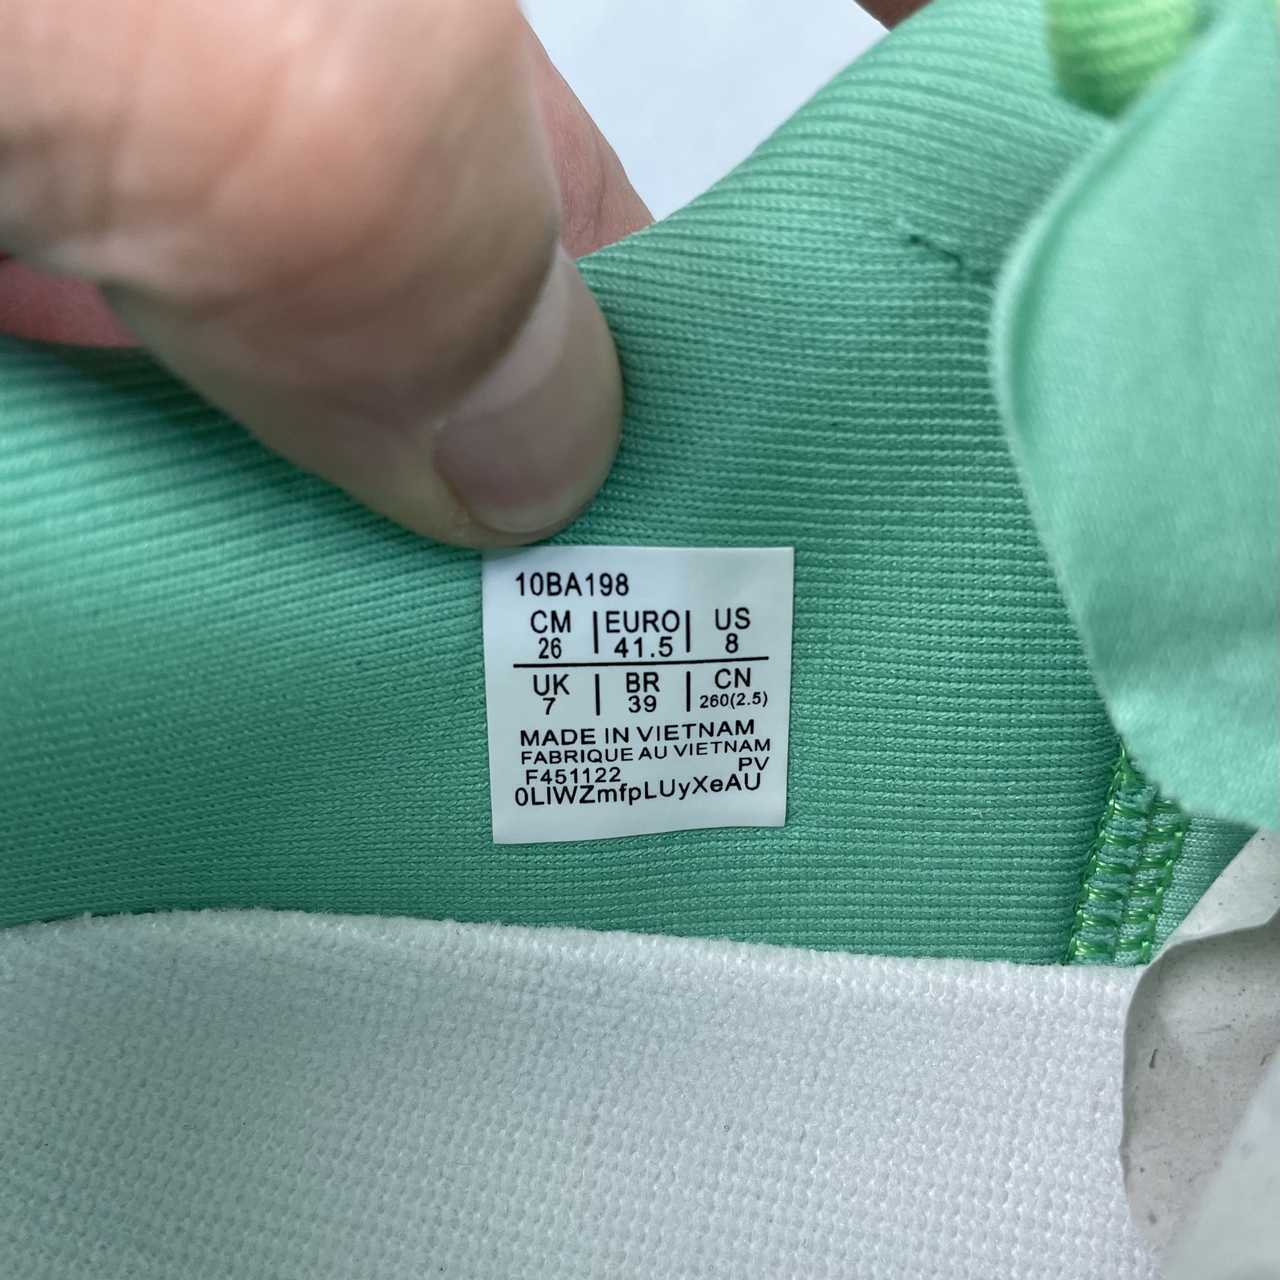 10BA198
CM | EURO | US
26 | 41.5 | 8
UK | BR | CN
7 | 39 | 260(2.5)
MADE IN VIETNAM
FABRIQUE AU VIETNAM
F451122 PV
0LIWZmfpLUyXeAU